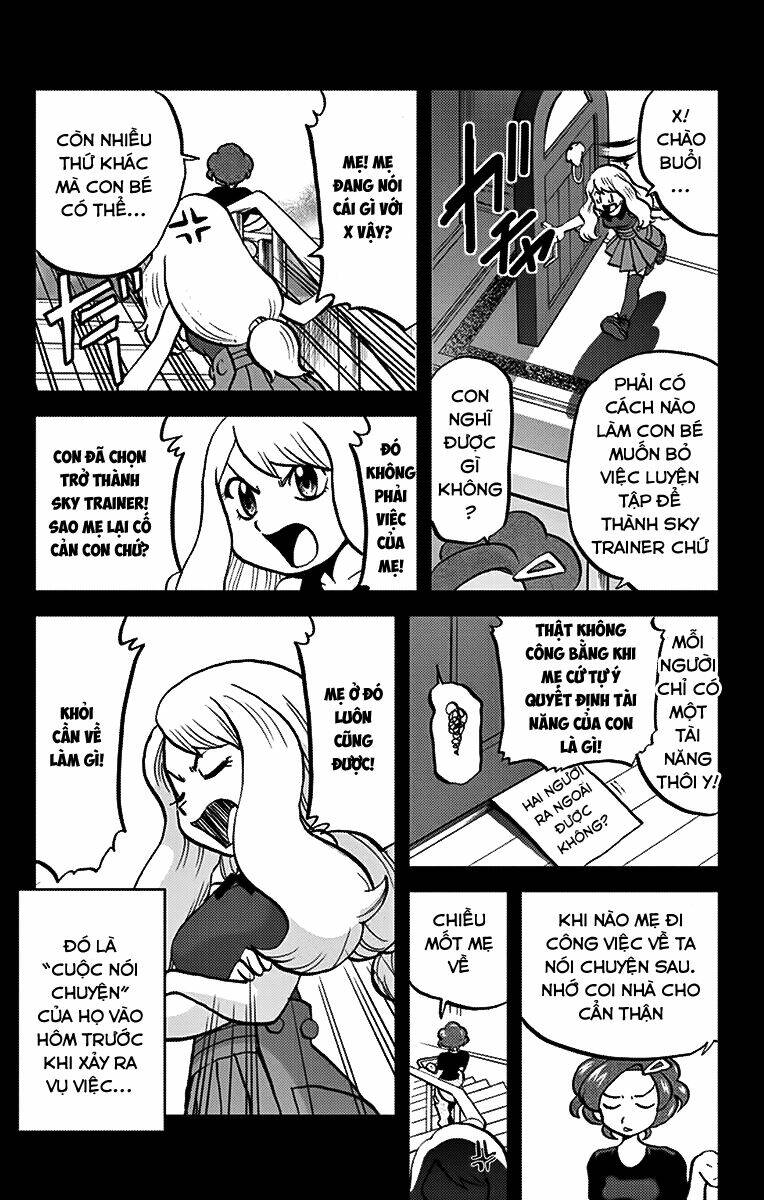 X!
CHÀO
BUỔI
...
ガッ
PHẢI CÓ
CÁCH NÀO
LÀM CON BÉ
MUỐN BỎ
VIỆC LUYỆN
TẬP ĐỂ
THÀNH SKY
TRAINER CHỨ
CON
NGHĨ
ĐƯỢC
GÌ
KHÔNG
?
MẸ! MẸ
ĐANG NÓI
CÁI GÌ VỚI
X VẬY?
CÒN NHIỀU
THỨ KHÁC
MÀ CON BÉ
CÓ THỂ...
ĐÓ
KHÔNG
PHẢI
VIỆC
CỦA
MẸ!
CON ĐÃ CHỌN
TRỞ THÀNH
SKY TRAINER!
SAO MẸ LẠI CỐ
CẢN CON CHỨ?
MỖI
NGƯỜI
CHỈ CÓ
MỘT
TÀI
NĂNG
THÔI Y!
THẬT KHÔNG
CÔNG BẰNG KHI
MẸ CỨ TỰ Ý
QUYẾT ĐỊNH TÀI
NĂNG CỦA CON
LÀ GÌ!
HAI NGƯỜI
RA NGOÀI
ĐƯỢC
KHÔNG?
KHI NÀO MẸ ĐI
CÔNG VIỆC VỀ TA
NÓI CHUYỆN SAU.
NHỚ COI NHÀ CHO
CẨN THẬN
CHIỀU
MỐT MẸ
VỀ
MẸ Ở ĐÓ
LUÔN
CŨNG
ĐƯỢC!
KHỎI
CẦN VỀ
LÀM GÌ!
ĐÓ LÀ
“CUỘC NÓI
CHUYỆN”
CỦA HỌ VÀO
HÔM TRƯỚC
KHI XẢY RA
VỤ VIỆC...